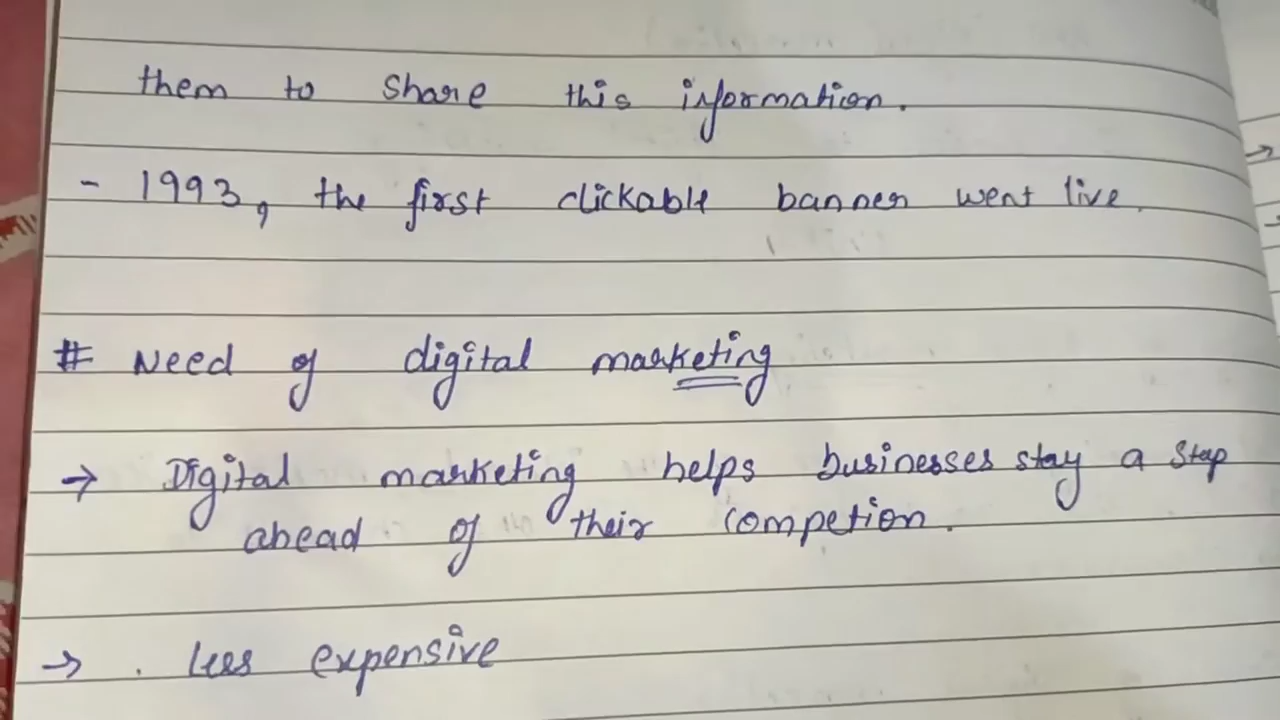 them to share this information.
- 1993, the first clickable banner went live.
# Need of digital marketing
→ Digital marketing helps businesses stay a step
ahead of their competion.
→ . less expensive